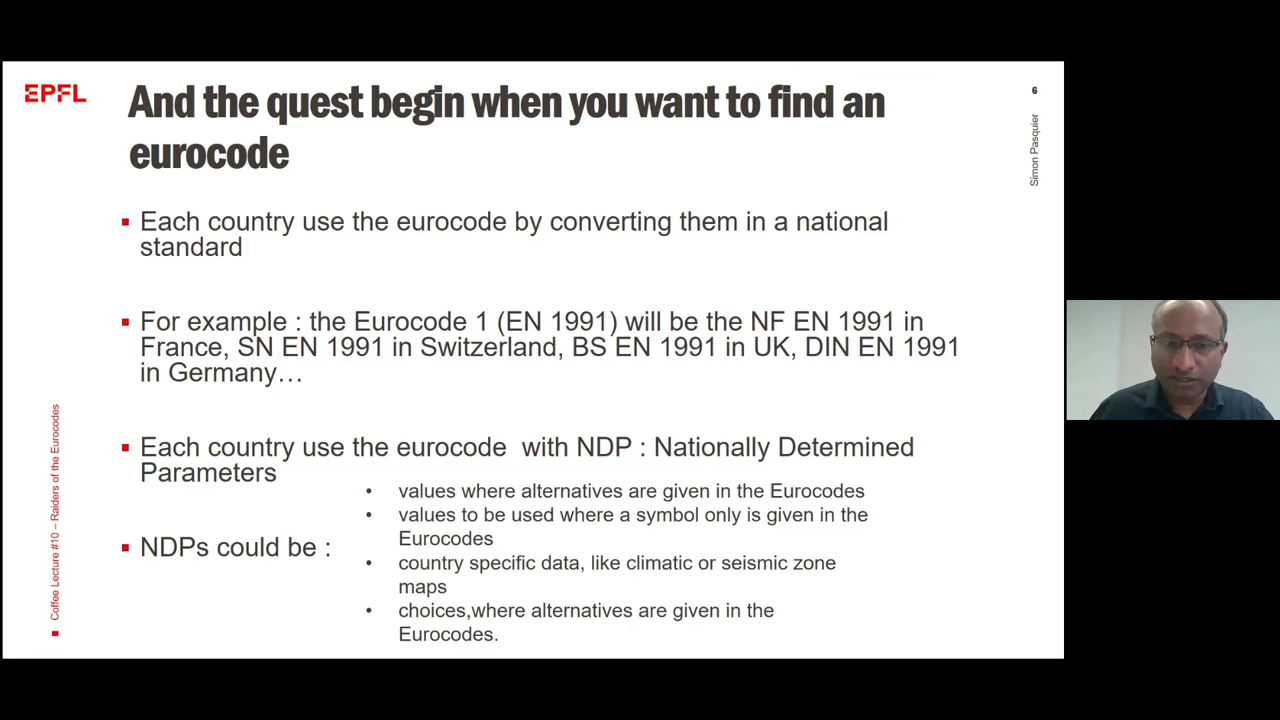 EPFL
And the quest begin when you want to find an
eurocode
6
Simon Pasquier
Each country use the eurocode by converting them in a national
standard
For example : the Eurocode 1 (EN 1991) will be the NF EN 1991 in
France, SN EN 1991 in Switzerland, BS EN 1991 in UK, DIN EN 1991
in Germany…
Each country use the eurocode with NDP : Nationally Determined
Parameters
NDPs could be :
• values where alternatives are given in the Eurocodes
• values to be used where a symbol only is given in the
Eurocodes
• country specific data, like climatic or seismic zone
maps
• choices,where alternatives are given in the
Eurocodes.
Coffee Lecture #10 – Raiders of the Eurocodes